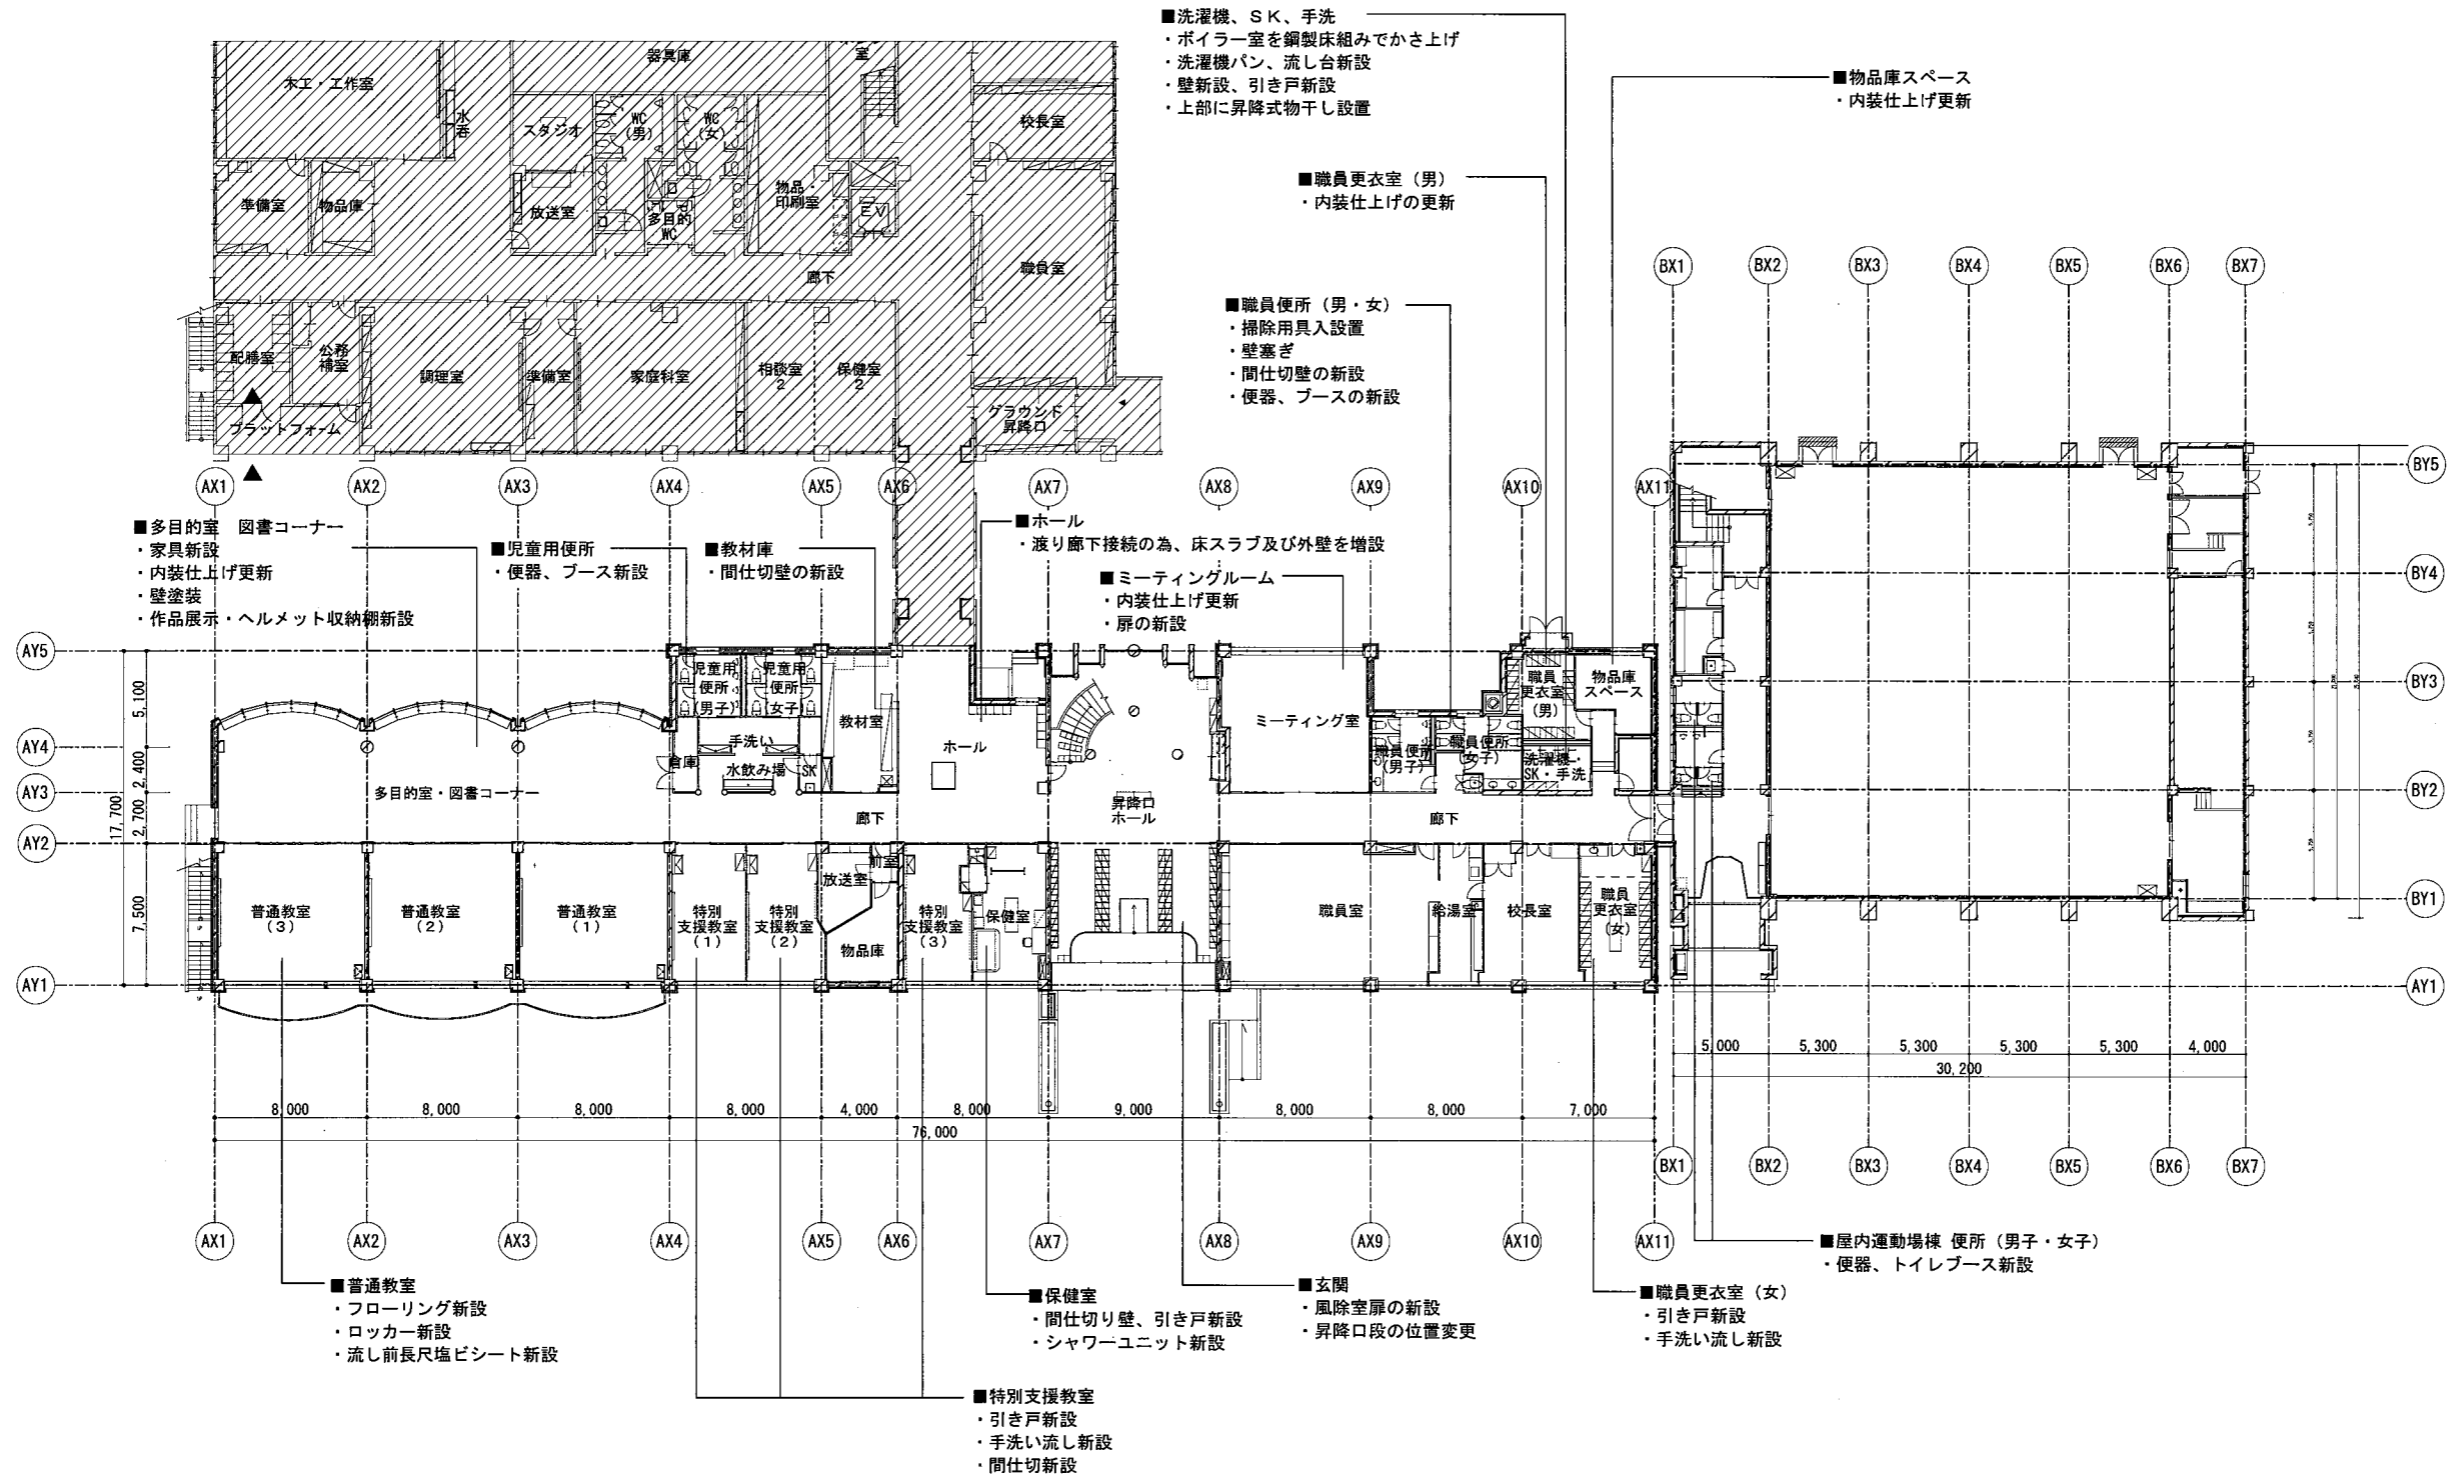 ■洗濯機、ＳＫ、手洗
・ボイラー室を鋼製床組みでかさ上げ
・洗濯機パン、流し台新設
・壁新設、引き戸新設
・上部に昇降式物干し設置
■物品庫スペース
・内装仕上げ更新
■職員更衣室（男）
・内装仕上げの更新
■職員便所（男・女）
・掃除用具入設置
・壁塞ぎ
・間仕切壁の新設
・便器、ブースの新設
木工・工作室
器具庫
室
水呑
スタジオ
WC
（男）
WC
（女）
校長室
準備室
物品庫
放送室
多目的
WC
物品・
印刷室
EV
職員室
廊下
配膳室
公務
補室
調理室
準備室
家庭科室
相談室
2
保健室
2
プラットフォーム
グラウンド
昇降口
BX1 BX2 BX3 BX4 BX5 BX6 BX7
AX1 AX2 AX3 AX4 AX5 AX6 AX7 AX8 AX9 AX10 AX11
BY5
BY4
BY3
BY2
BY1
AY1
■多目的室　図書コーナー
・家具新設
・内装仕上げ更新
・壁塗装
・作品展示・ヘルメット収納棚新設
■児童用便所
・便器、ブース新設
■教材庫
・間仕切壁の新設
■ホール
・渡り廊下接続の為、床スラブ及び外壁を増設
■ミーティングルーム
・内装仕上げ更新
・扉の新設
AY5
AY4
AY3
AY2
AY1
17,700
5,100
2,400
2,700
7,500
児童用
便所
（男子）
児童用
便所
（女子）
教材室
手洗い
倉庫
水飲み場
SK
ホール
ミーティング室
職員便所
（男子）
職員便所
（女子）
職員
更衣室
（男）
物品庫
スペース
洗濯機・
SK・手洗
多目的室・図書コーナー
廊下
昇降口
ホール
廊下
普通教室
（3）
普通教室
（2）
普通教室
（1）
特別
支援教室
（1）
特別
支援教室
（2）
放送室
前室
物品庫
特別
支援教室
（3）
保健室
職員室
給湯室
校長室
職員
更衣室
（女）
5,000 5,300 5,300 5,300 5,300 4,000
30,200
8,000 8,000 8,000 8,000 4,000 8,000 9,000 8,000 8,000 7,000
76,000
BX1 BX2 BX3 BX4 BX5 BX6 BX7
AX1 AX2 AX3 AX4 AX5 AX6 AX7 AX8 AX9 AX10 AX11
■普通教室
・フローリング新設
・ロッカー新設
・流し前長尺塩ビシート新設
■保健室
・間仕切り壁、引き戸新設
・シャワーユニット新設
■玄関
・風除室扉の新設
・昇降口段の位置変更
■職員更衣室（女）
・引き戸新設
・手洗い流し新設
■屋内運動場棟 便所（男子・女子）
・便器、トイレブース新設
■特別支援教室
・引き戸新設
・手洗い流し新設
・間仕切新設